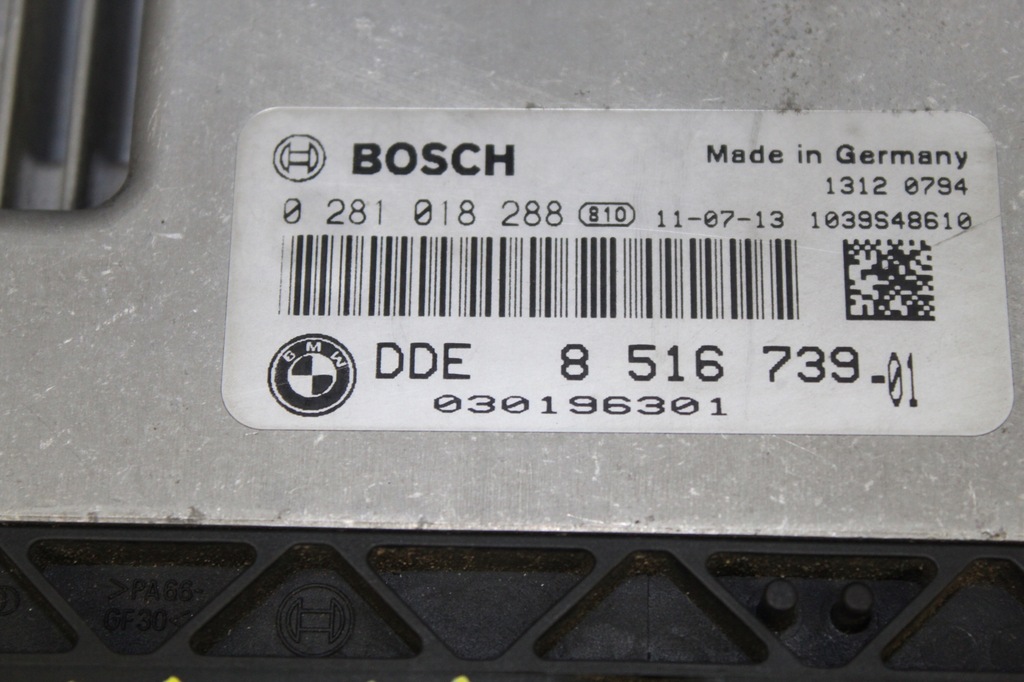 BOSCH
Made in Germany
1312 0794
0 281 018 288 810 11-07-13 1039S48610
BMW DDE 8 516 739-01
030196301
>PA66-
GF30<